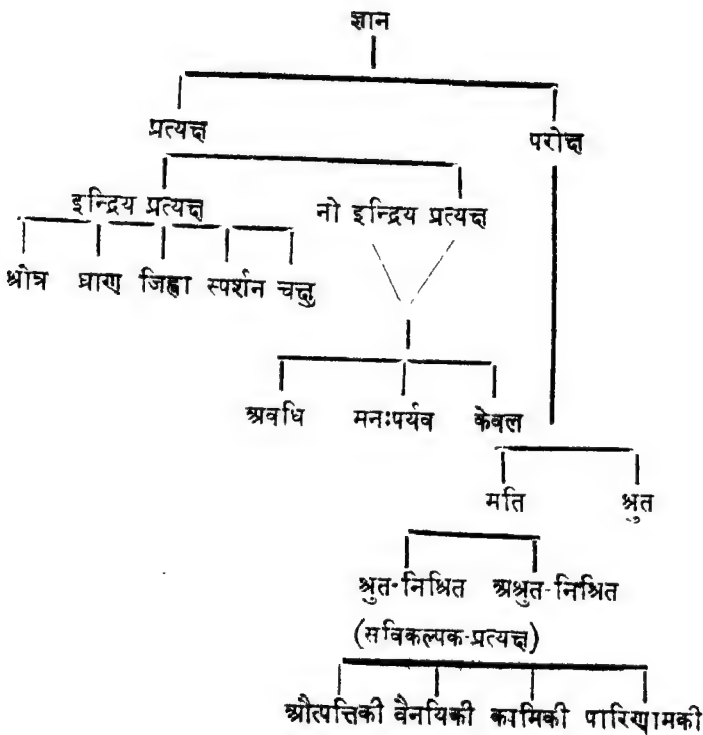 ज्ञान
प्रत्यक्ष परोक्ष
इन्द्रिय प्रत्यक्ष नो इन्द्रिय प्रत्यक्ष
श्रोत्र घ्राण जिह्वा स्पर्शन चक्षु
अवधि मनःपर्यव केवल
मति श्रुत
श्रुत-निश्रित अश्रुत-निश्रित
(सविकल्पक-प्रत्यक्ष)
औत्पत्तिकी वैनयिकी कामिकी पारिणामकी